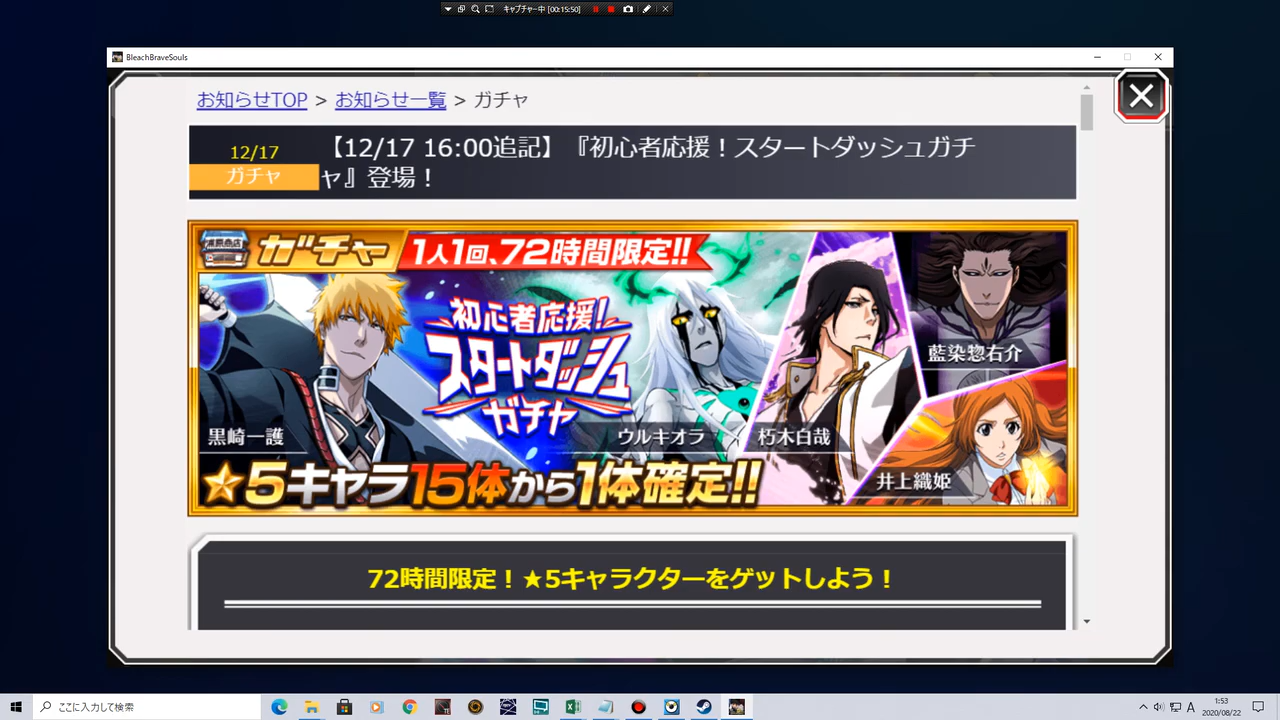 キャプチャー中 [00:15:50]
BleachBraveSouls
お知らせTOP > お知らせ一覧 > ガチャ
12/17
ガチャ
【12/17 16:00追記】『初心者応援！スタートダッシュガチ
ャ』登場！
浦原商店
ガチャ
1人1回、72時間限定!!
初心者応援!
スタートダッシュ
ガチャ
黒崎一護
ウルキオラ
朽木白哉
藍染惣右介
井上織姫
★5キャラ15体から1体確定!!
72時間限定！★5キャラクターをゲットしよう！
ここに入力して検索
A
1:53
2020/08/22